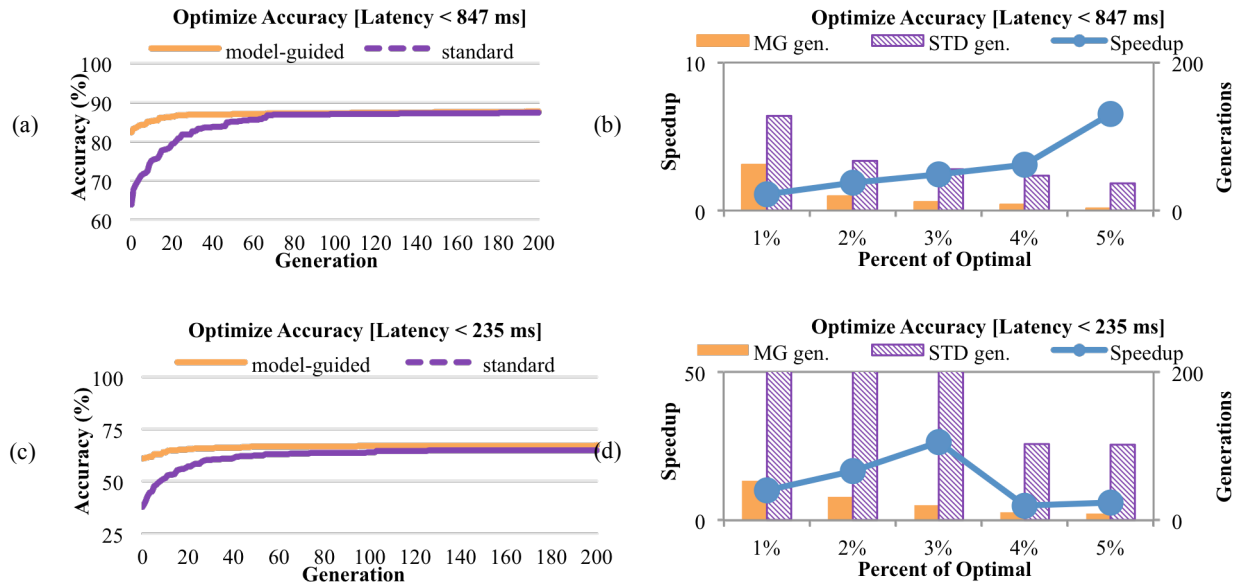 Optimize Accuracy [Latency < 847 ms]
model-guided standard
100
90
80
70
60
Accuracy (%)
0 20 40 60 80 100 120 140 160 180 200
Generation
(a)
Optimize Accuracy [Latency < 847 ms]
MG gen. STD gen. Speedup
10
0
Speedup
200
0
Generations
1% 2% 3% 4% 5%
Percent of Optimal
(b)
Optimize Accuracy [Latency < 235 ms]
model-guided standard
100
75
50
25
Accuracy (%)
0 20 40 60 80 100 120 140 160 180 200
Generation
(c)
Optimize Accuracy [Latency < 235 ms]
MG gen. STD gen. Speedup
50
0
Speedup
200
0
Generations
1% 2% 3% 4% 5%
Percent of Optimal
(d)